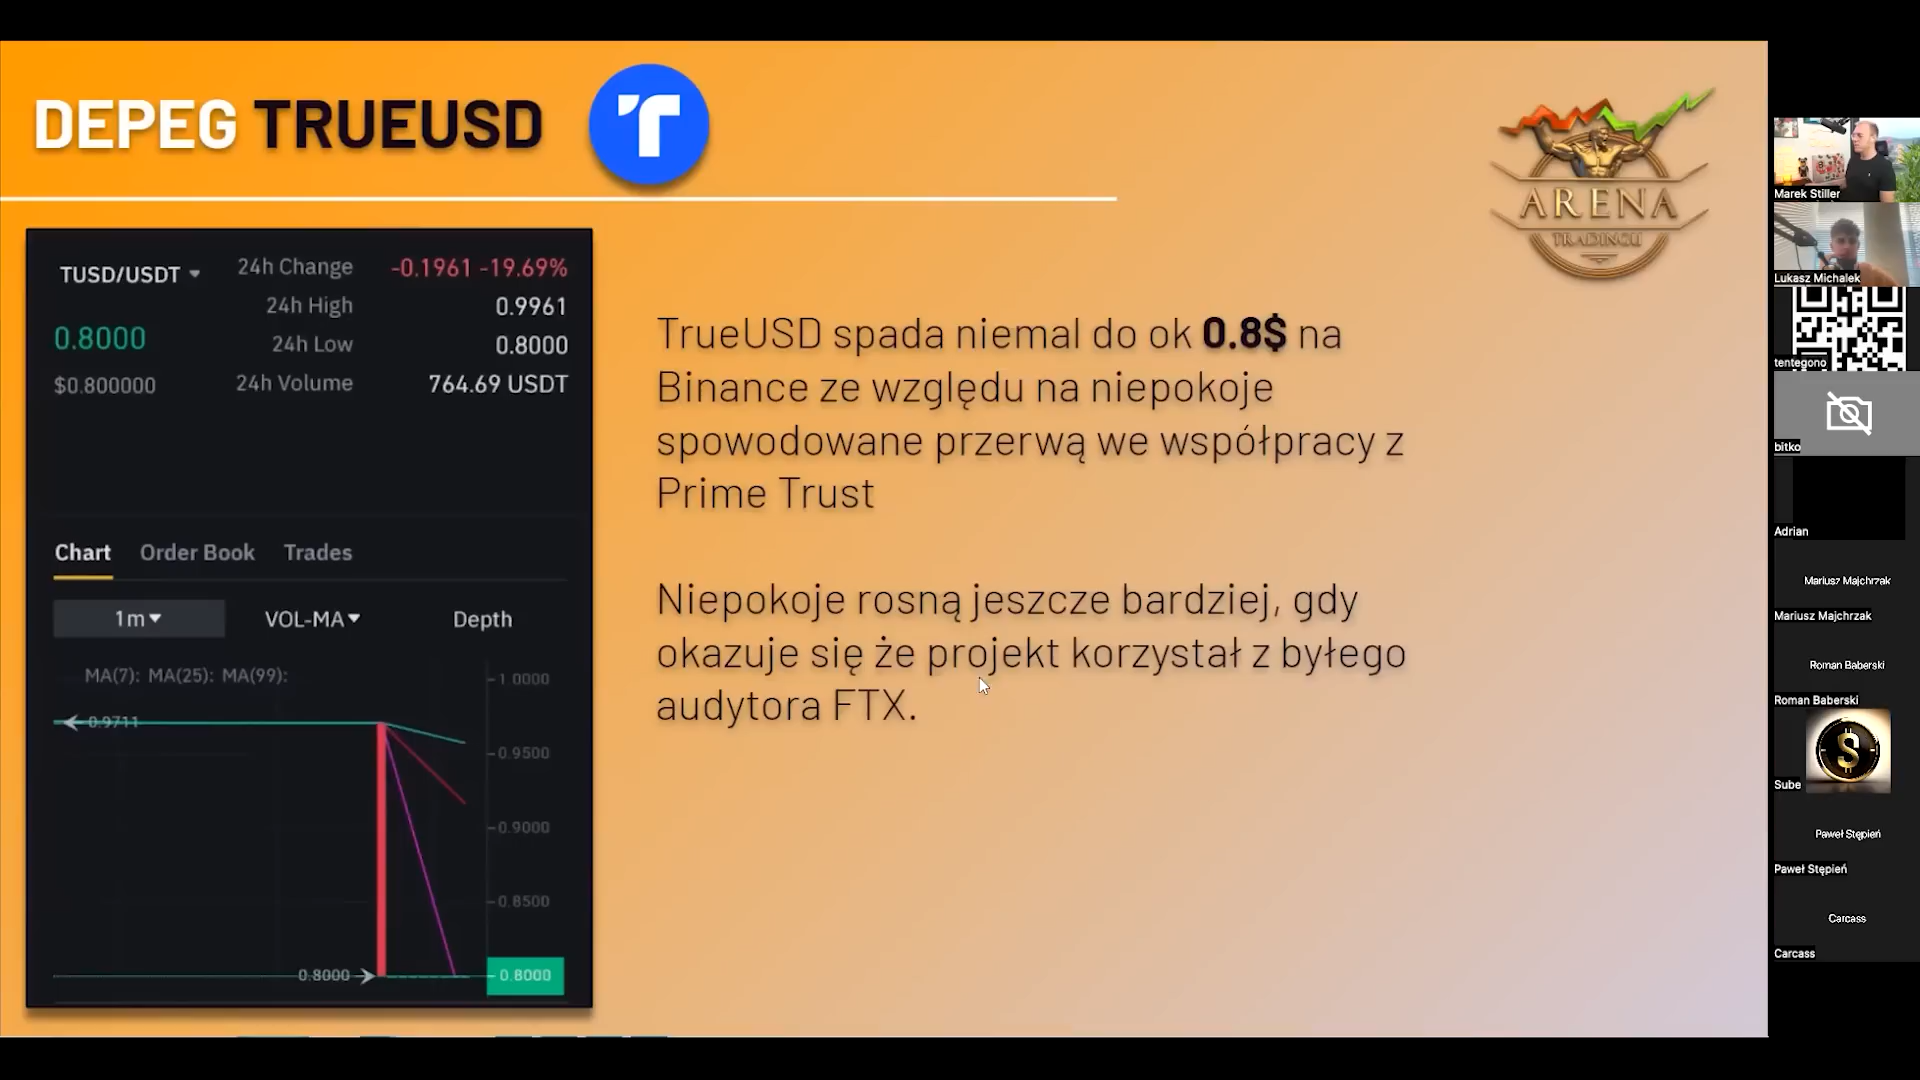 DEPEG TRUEUSD
ARENA
TRADINGU
TUSD/USDT
24h Change -0.1961 -19.69%
24h High 0.9961
0.8000
24h Low 0.8000
$0.800000
24h Volume 764.69 USDT
Chart Order Book Trades
1m VOL-MA Depth
MA(7): MA(25): MA(99):
1.0000
0.9711
0.9500
0.9000
0.8500
0.8000
0.8000
TrueUSD spada niemal do ok 0.8$ na
Binance ze względu na niepokoje
spowodowane przerwą we współpracy z
Prime Trust
Niepokoje rosną jeszcze bardziej, gdy
okazuje się że projekt korzystał z byłego
audytora FTX.
Marek Stiller
Lukasz Michalek
tentegono
bitko
Adrian
Mariusz Majchrzak
Mariusz Majchrzak
Roman Baberski
Roman Baberski
Sube
Paweł Stępień
Paweł Stępień
Carcass
Carcass